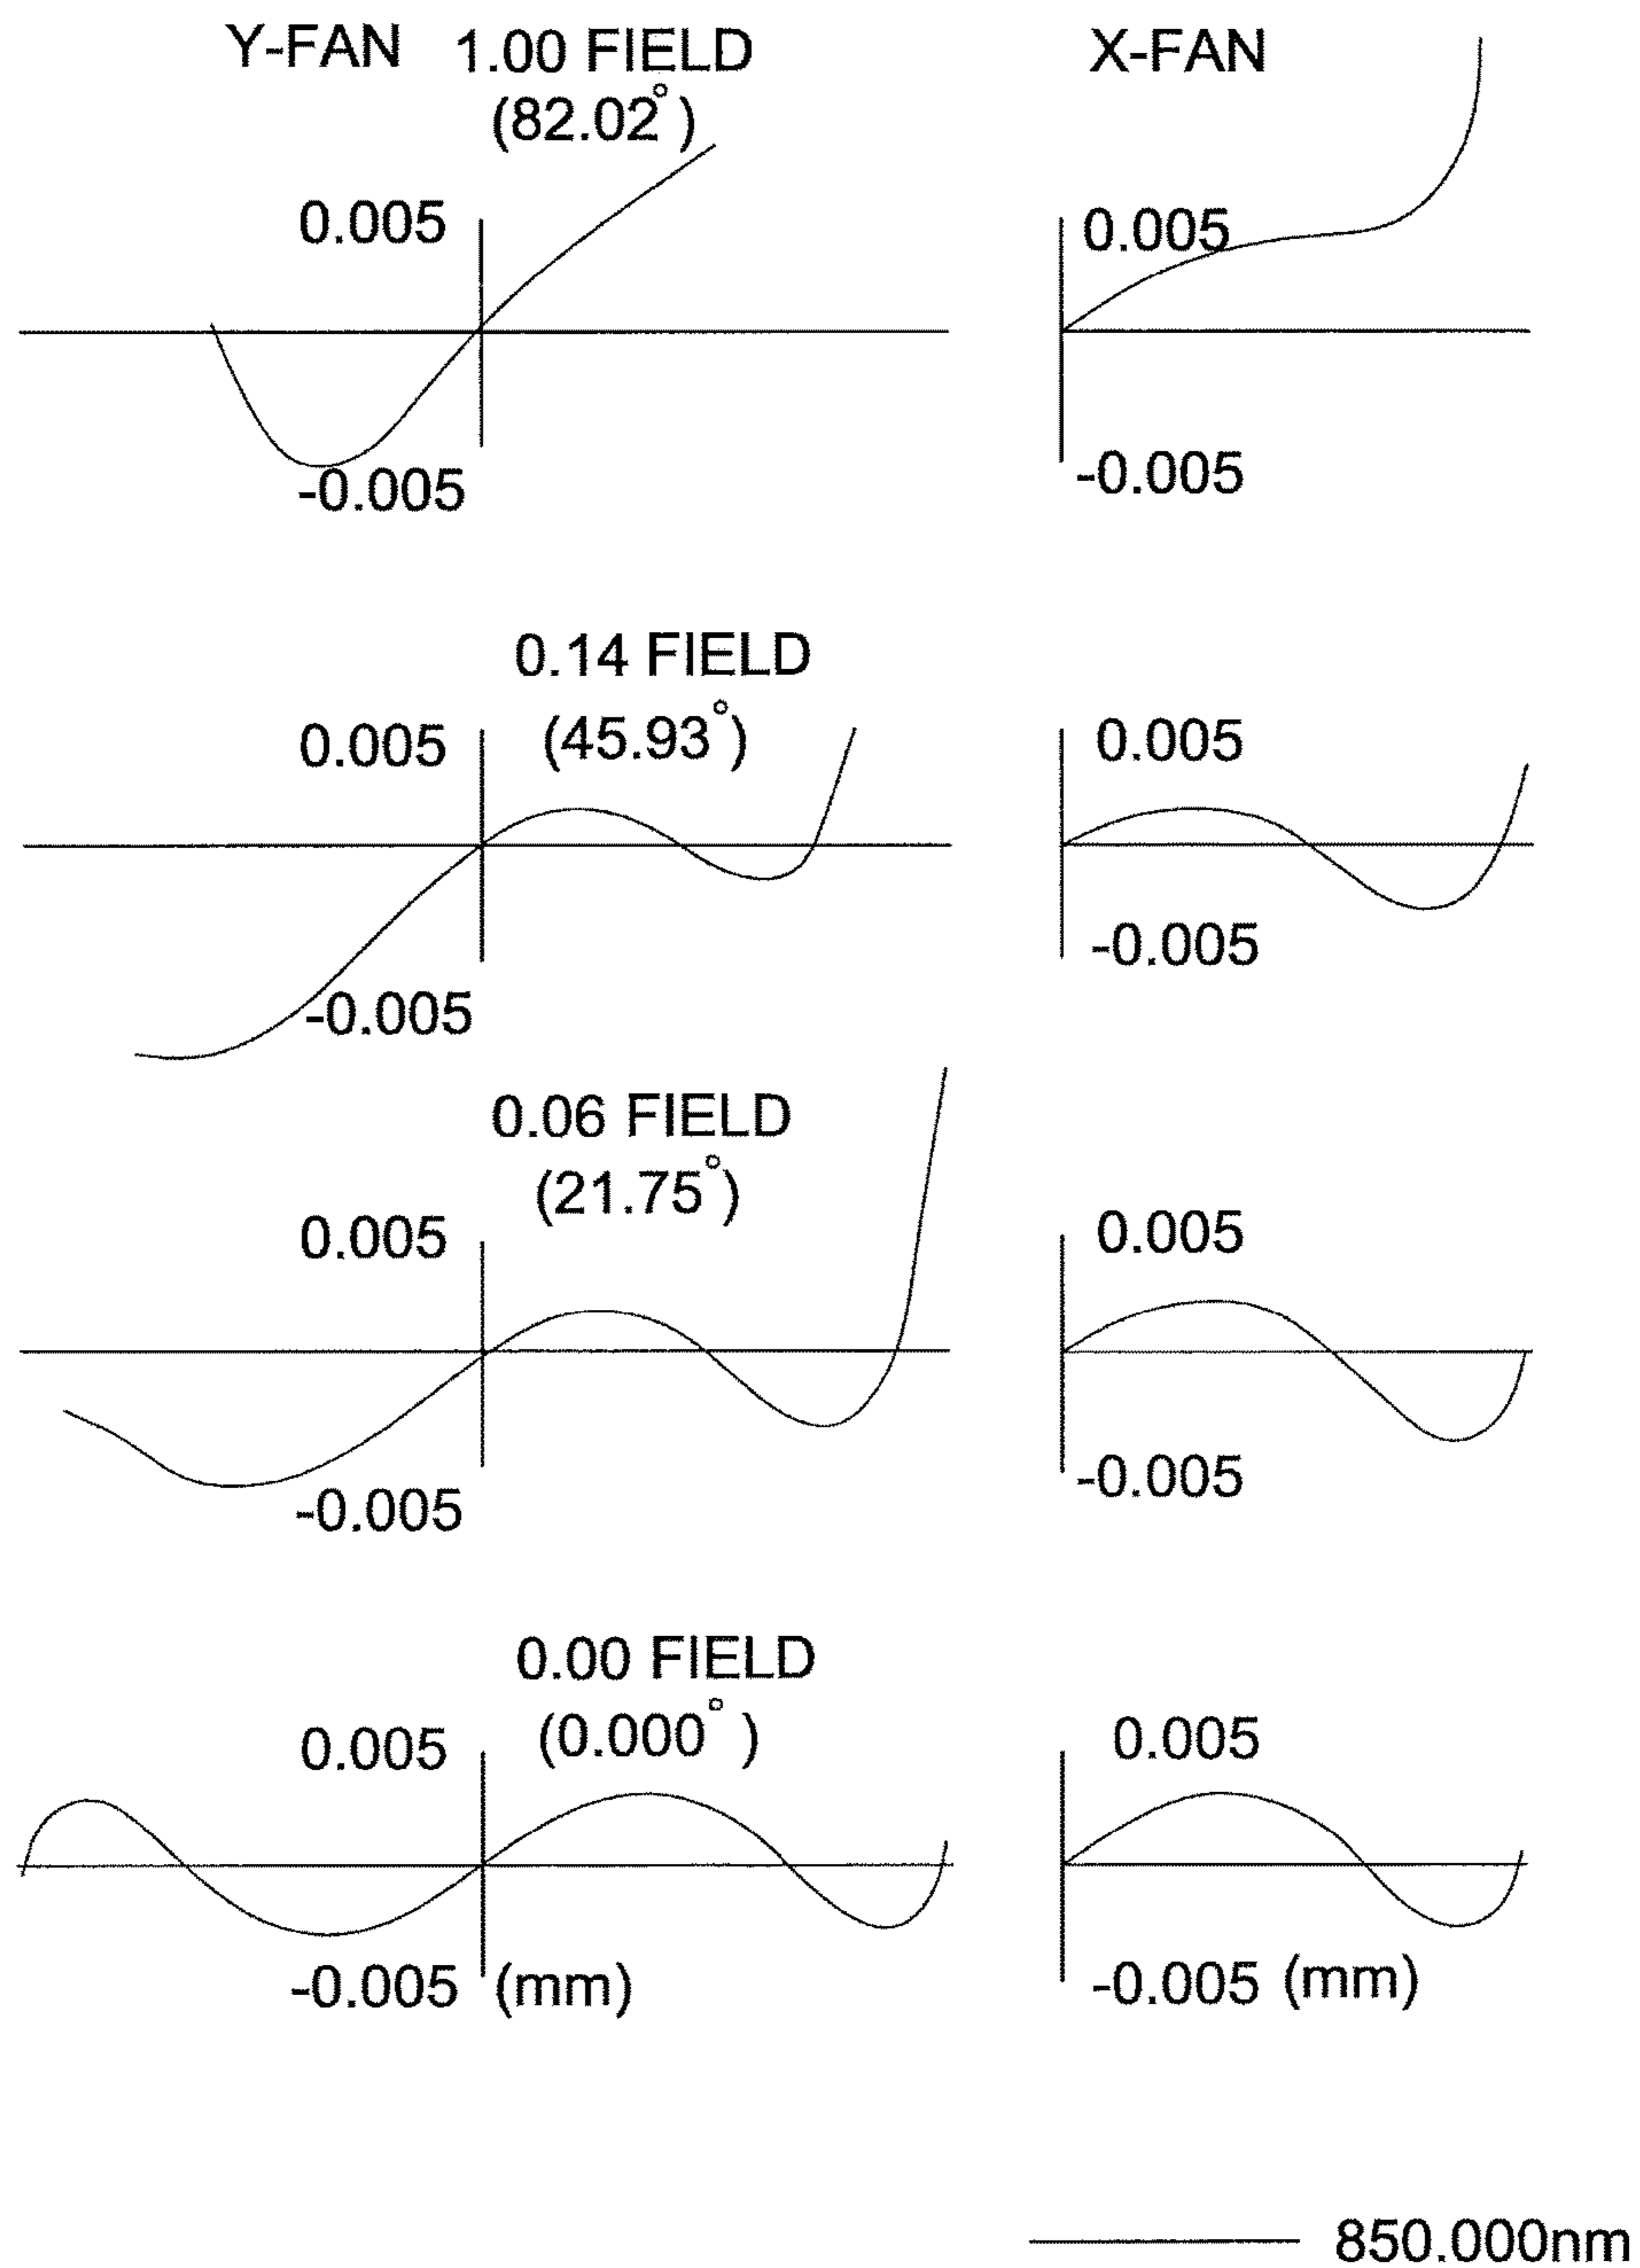 Y-FAN 1.00 FIELD X-FAN
(82.02°)
0.005 0.005
-0.005 -0.005
0.14 FIELD
(45.93°)
0.005 0.005
-0.005 -0.005
0.06 FIELD
(21.75°)
0.005 0.005
-0.005 -0.005
0.00 FIELD
(0.000°)
0.005 0.005
-0.005 (mm) -0.005 (mm)
850.000nm